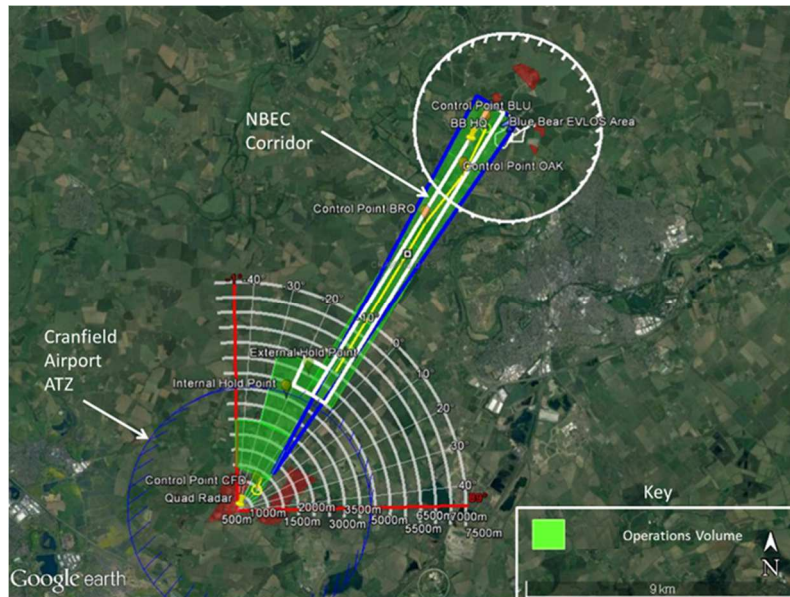 Control Point BLU
NBEC
Corridor
BB HQ
Blue Bear EVLOS Area
Control Point OAK
Control Point BRO
40°
30°
20°
10°
0°
10°
20°
30°
40°
Cranfield
Airport
ATZ
External Hold Point
Internal Hold Point
Control Point CFD
Quad Radar
500m
1000m
1500m
2000m
3000m
3500m
5000m
5500m
6500m
7000m
7500m
Key
Operations Volume
N
9 km
Google earth